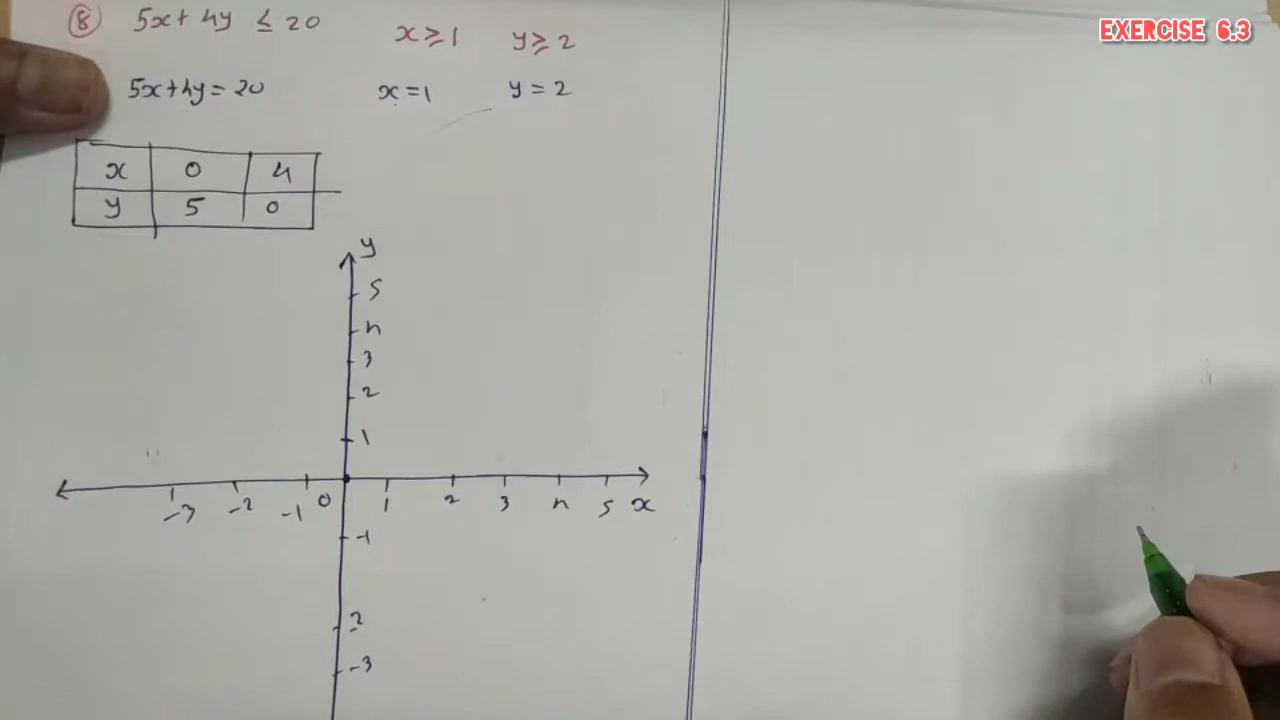 EXERCISE 6.3
⑧ 5x + 4y ≤ 20 x ≥ 1 y ≥ 2
5x + 4y = 20 x = 1 y = 2
x 0 4
y 5 0
y
5
4
3
2
1
-3 -2 -1 0 1 2 3 4 5 x
-1
-2
-3